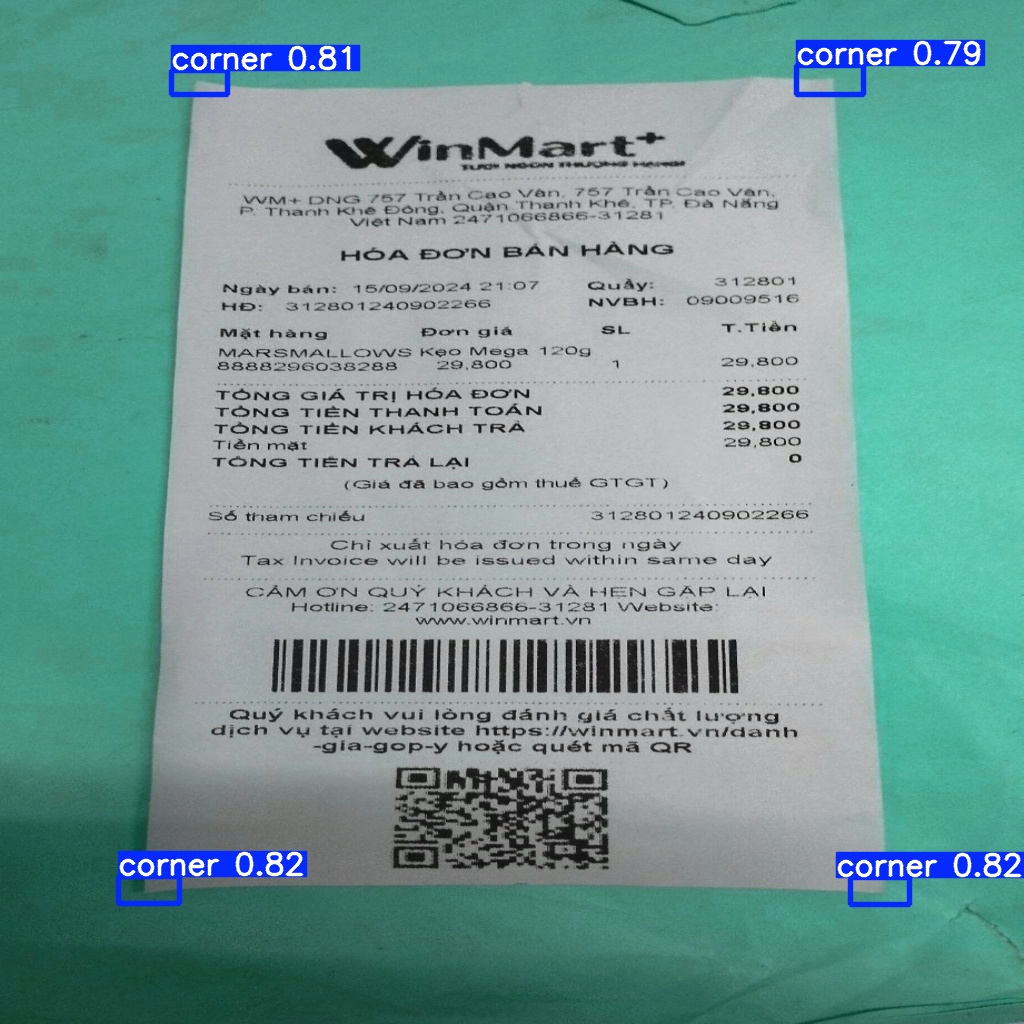 corner 0.81
corner 0.79
WinMart+
TƯƠI NGON THƯỢNG HẠNG!
WM+ DNG 757 Trần Cao Vân, 757 Trần Cao Vân,
P. Thanh Khê Đông, Quận Thanh Khê, TP. Đà Nẵng
Việt Nam 2471066866-31281
HÓA ĐƠN BÁN HÀNG
Ngày bán: 15/09/2024 21:07 Quầy: 312801
HĐ: 312801240902266 NVBH: 09009516
Mặt hàng Đơn giá SL T.Tiền
MARSMALLOWS Kẹo Mega 120g
8888296038288 29,800 1 29,800
TỔNG GIÁ TRỊ HÓA ĐƠN 29,800
TỔNG TIỀN THANH TOÁN 29,800
TỔNG TIỀN KHÁCH TRẢ 29,800
Tiền mặt 29,800
TỔNG TIỀN TRẢ LẠI 0
(Giá đã bao gồm thuế GTGT)
Số tham chiếu 312801240902266
Chỉ xuất hóa đơn trong ngày
Tax Invoice will be issued within same day
CẢM ƠN QUÝ KHÁCH VÀ HẸN GẶP LẠI
Hotline: 2471066866-31281 Website:
www.winmart.vn
Quý khách vui lòng đánh giá chất lượng
dịch vụ tại website https://winmart.vn/danh
-gia-gop-y hoặc quét mã QR
corner 0.82
corner 0.82